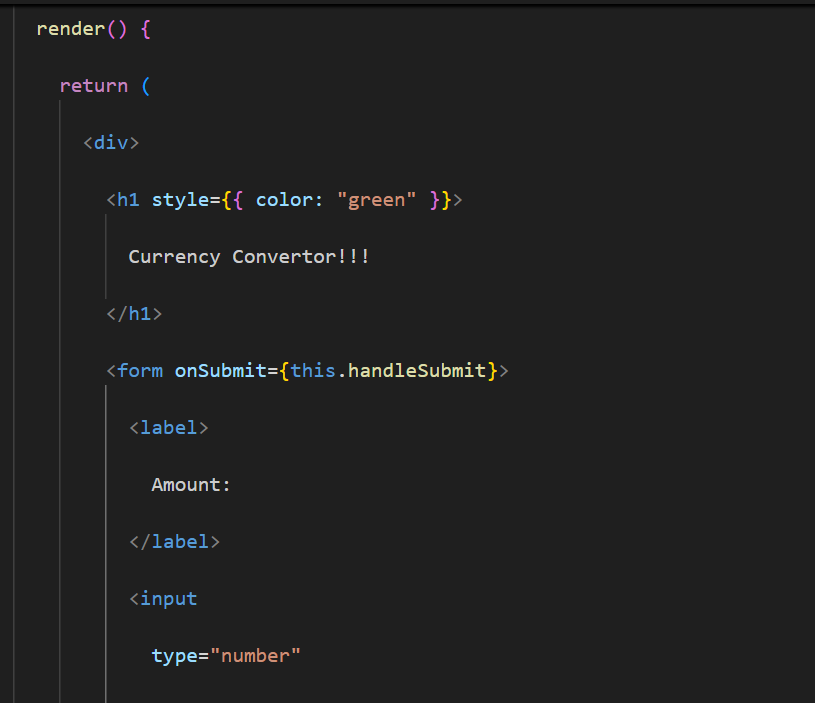 render() {
return (
<div>
<h1 style={{ color: "green" }}>
Currency Convertor!!!
</h1>
<form onSubmit={this.handleSubmit}>
<label>
Amount:
</label>
<input
type="number"